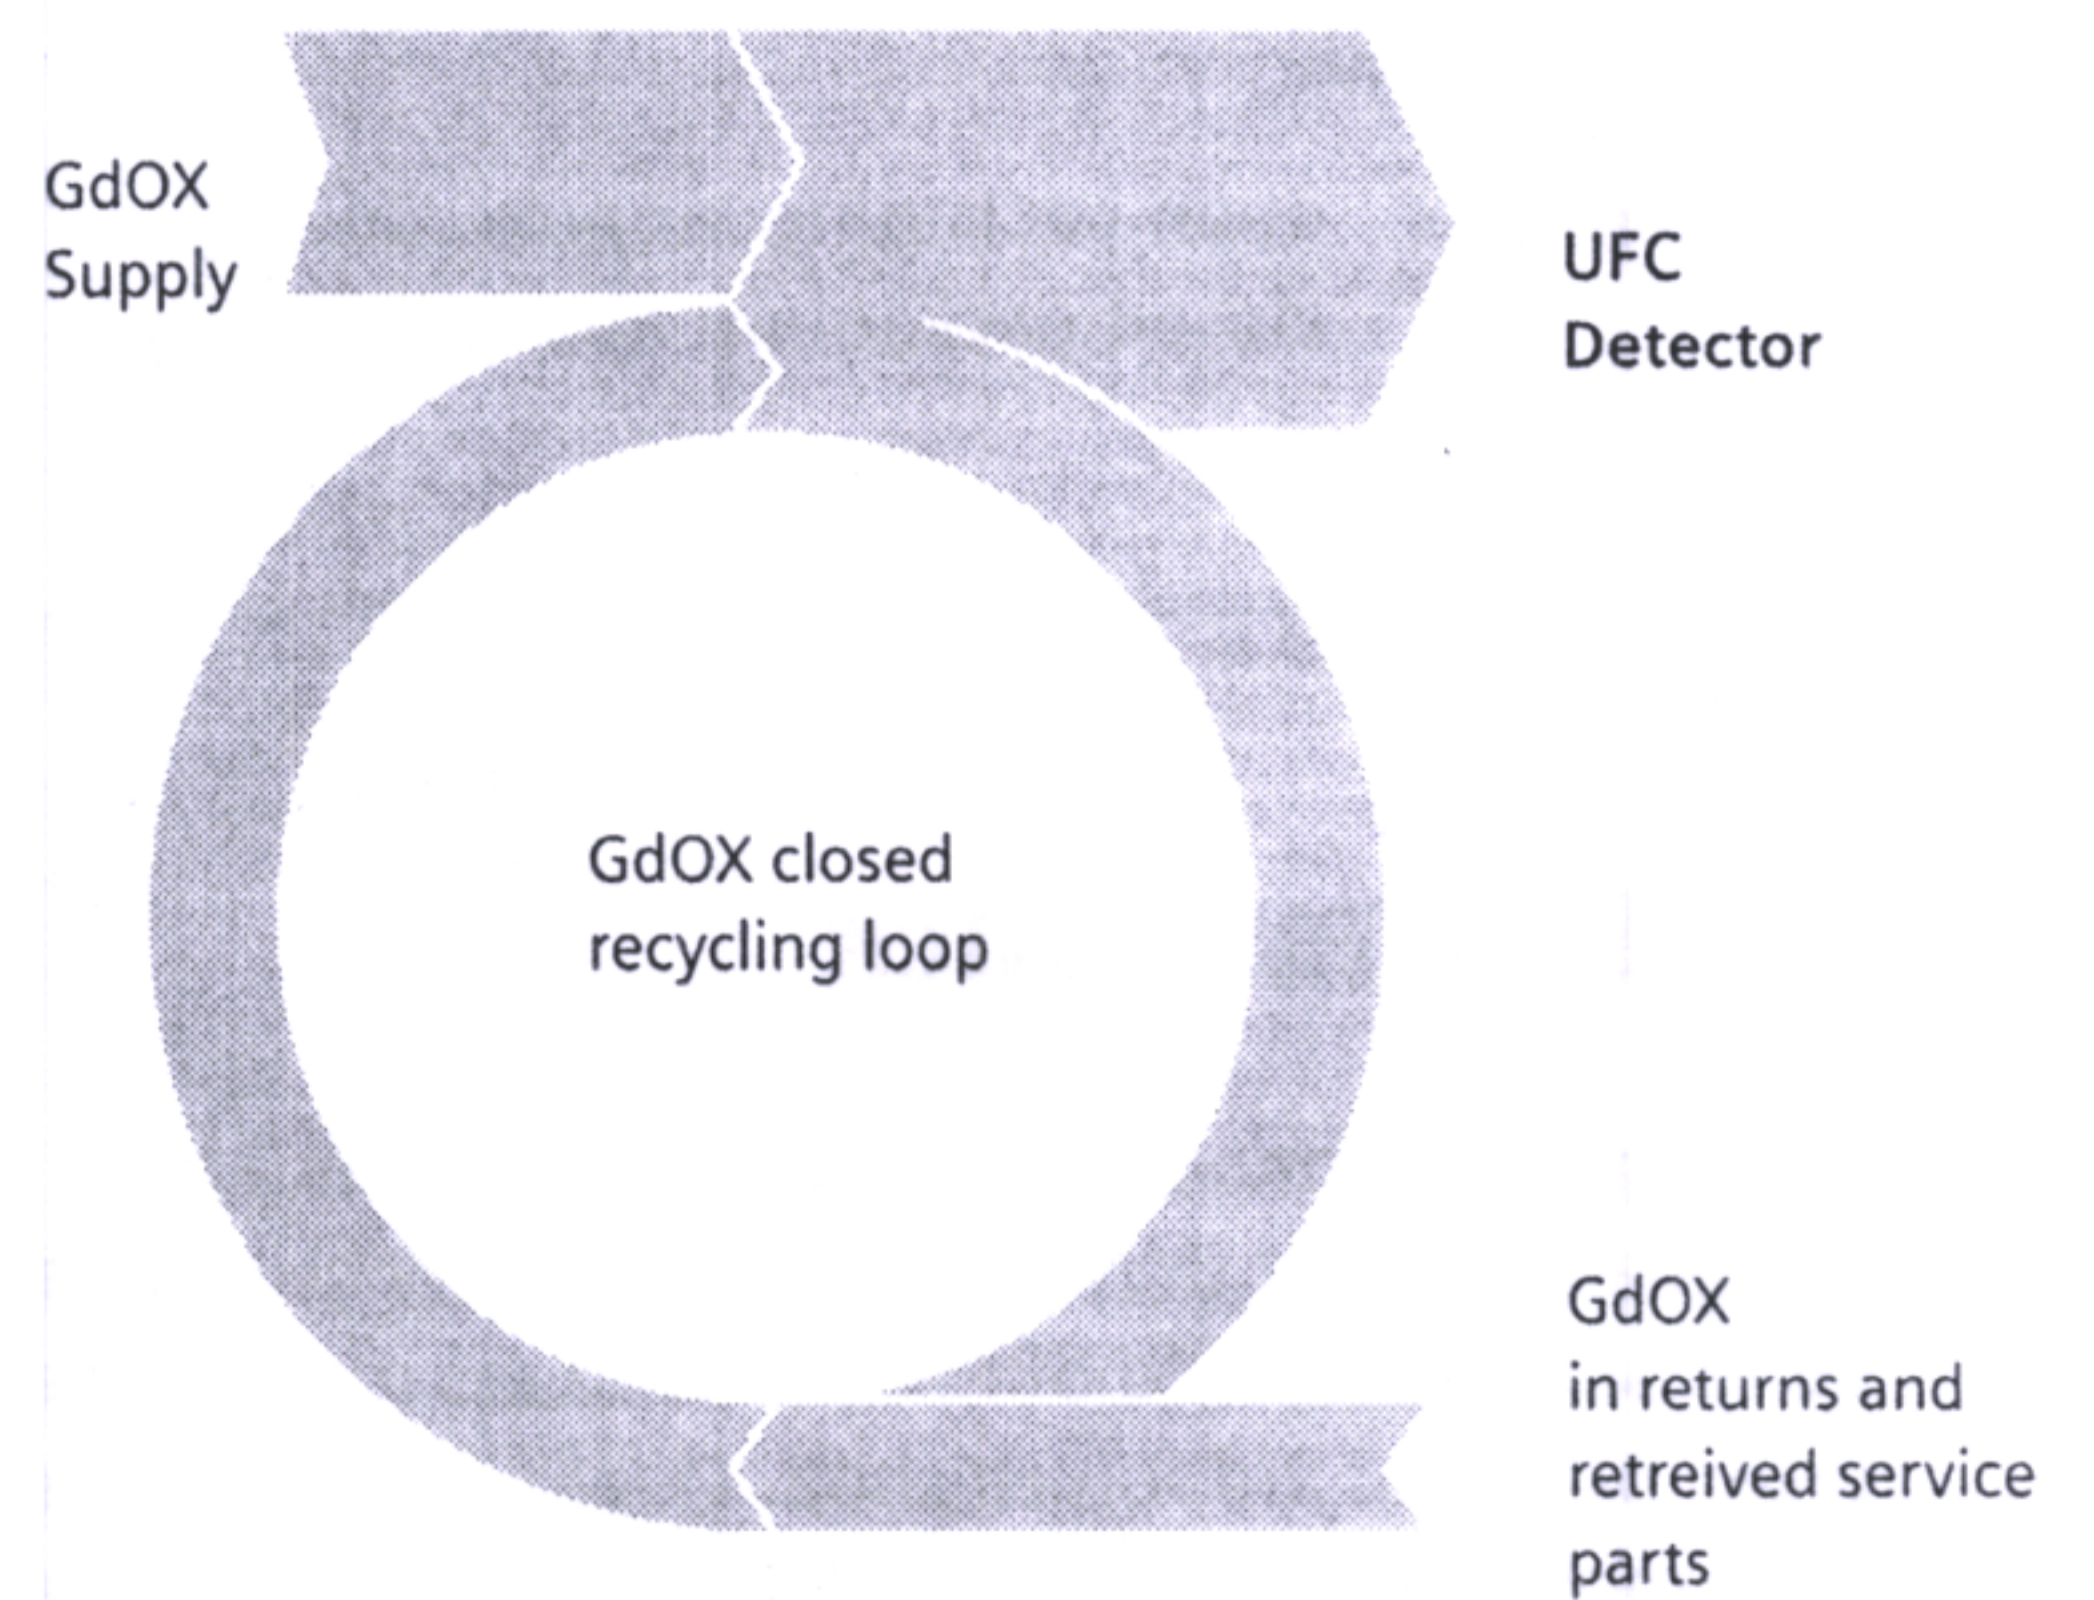 GdOX
Supply
UFC
Detector
GdOX closed
recycling loop
GdOX
in returns and
retreived service
parts